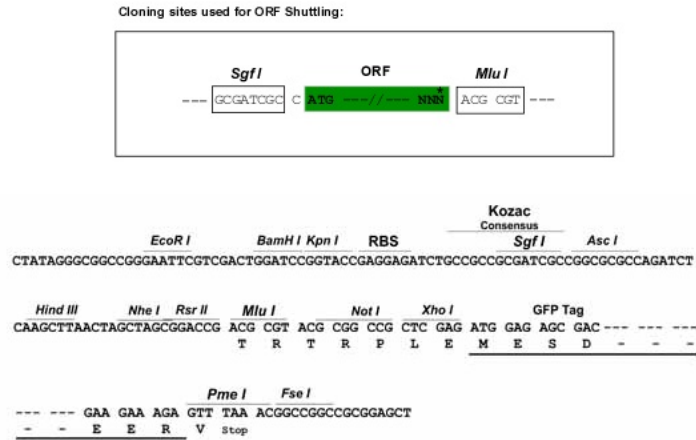 Cloning sites used for ORF Shuttling:
Sgf I ORF Mlu I
--- GCGATCGC C ATG ---//--- NNN* ACG CGT ---
Kozac
Consensus
EcoR I BamH I Kpn I RBS Sgf I Asc I
CTATAGGGCGGCCGGGAATTCGTCGACTGGATCCGGTACCGAGGAGATCTGCCGCCGCGATCGCCGGCGCGCCAGATCT
Hind III Nhe I Rsr II Mlu I Not I Xho I GFP Tag
CAAGCTTAACTAGCTAGCGGACCG ACG CGT ACG CGG CCG CTC GAG ATG GAG AGC GAC --- --- ---
T R T R P L E M E S D - - -
Pme I Fse I
--- --- GAA GAA AGA GTT TAA ACGGCCGGCCGCGGAGCT
- - E E R V Stop